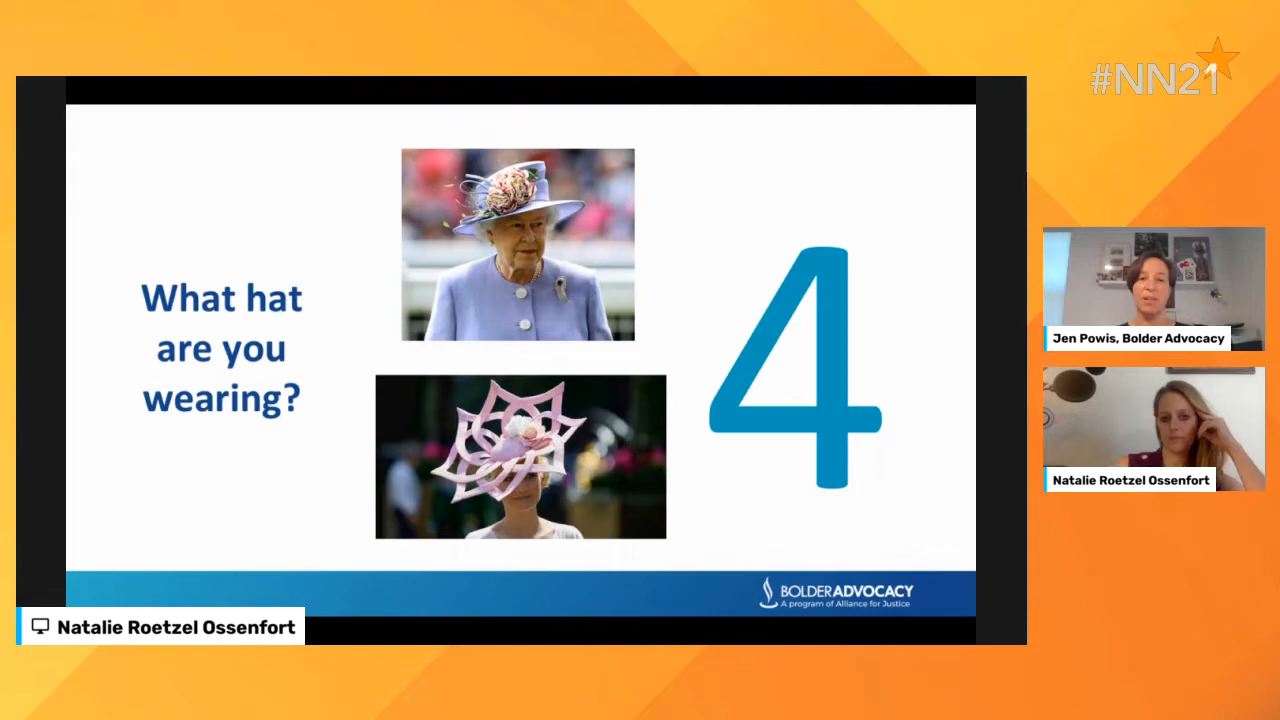 #NN21
What hat
are you
wearing?
4
BOLDERADVOCACY
A program of Alliance for Justice
Natalie Roetzel Ossenfort
Jen Powis, Bolder Advocacy
Natalie Roetzel Ossenfort